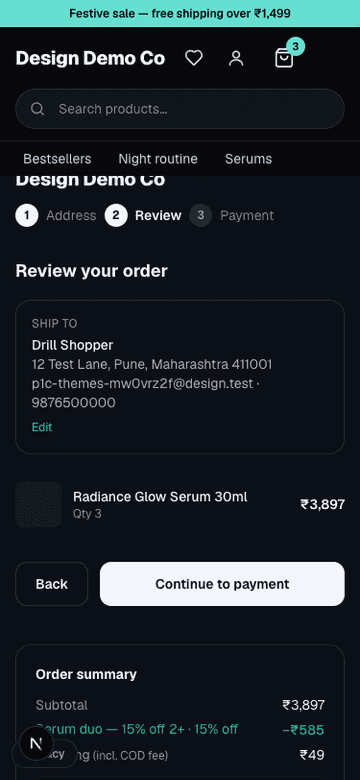 Festive sale — free shipping over ₹1,499
Design Demo Co
3
Search products…
Bestsellers Night routine Serums
Design Demo Co
1 Address 2 Review 3 Payment
Review your order
SHIP TO
Drill Shopper
12 Test Lane, Pune, Maharashtra 411001
p1c-themes-mw0vrz2f@design.test ·
9876500000
Edit
Radiance Glow Serum 30ml ₹3,897
Qty 3
Back Continue to payment
Order summary
Subtotal ₹3,897
Serum duo — 15% off 2+ · 15% off −₹585
(incl. COD fee) ₹49
N